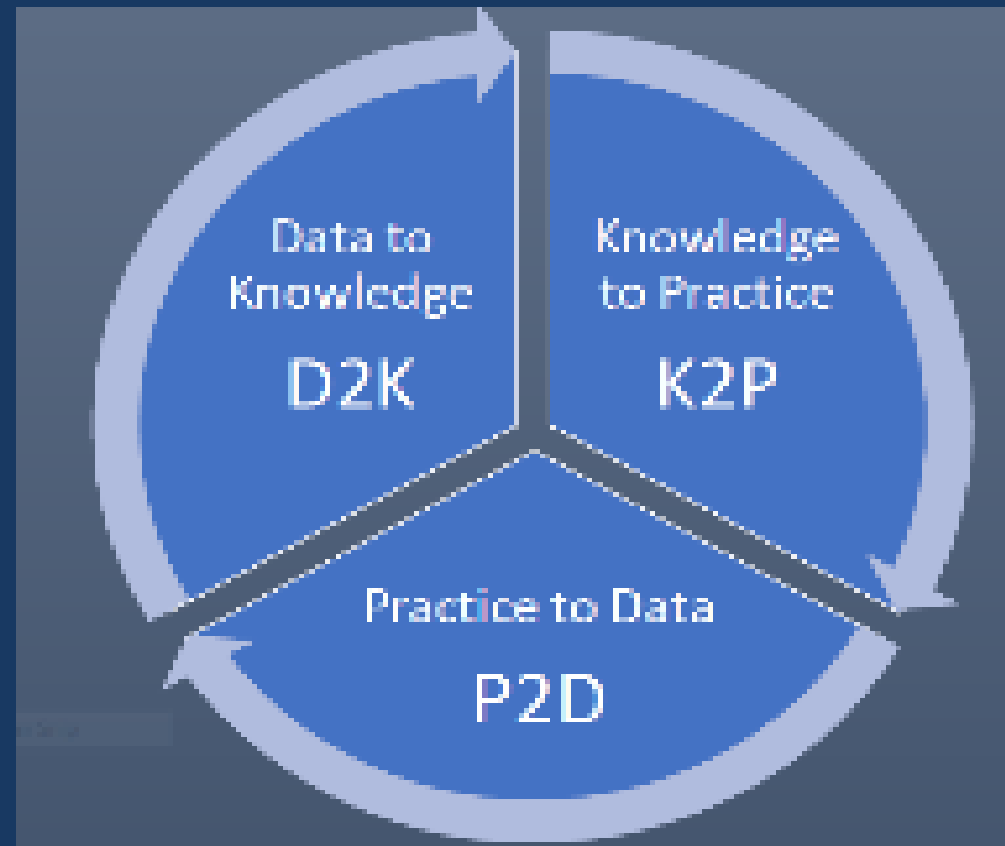 Data to
Knowledge
D2K
Knowledge
to Practice
K2P
Practice to Data
P2D